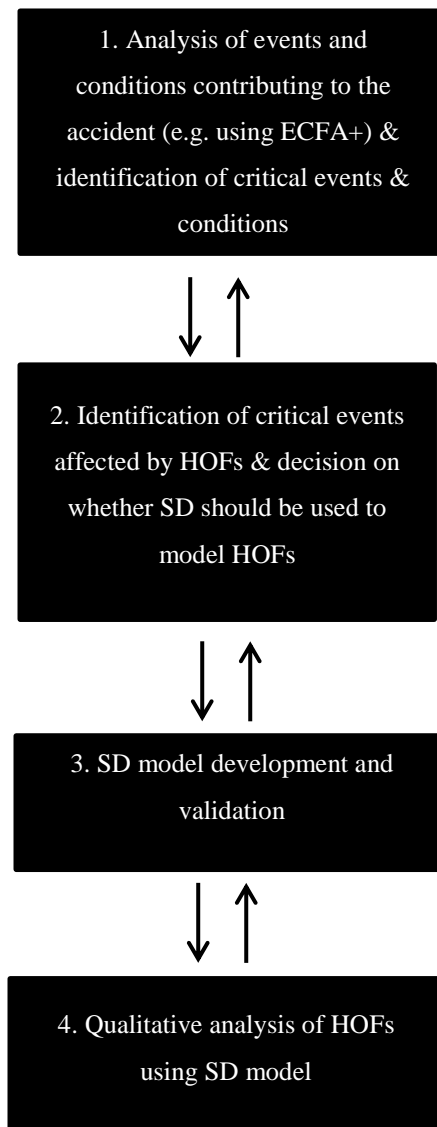 1. Analysis of events and
conditions contributing to the
accident (e.g. using ECFA+) &
identification of critical events &
conditions
2. Identification of critical events
affected by HOFs & decision on
whether SD should be used to
model HOFs
3. SD model development and
validation
4. Qualitative analysis of HOFs
using SD model